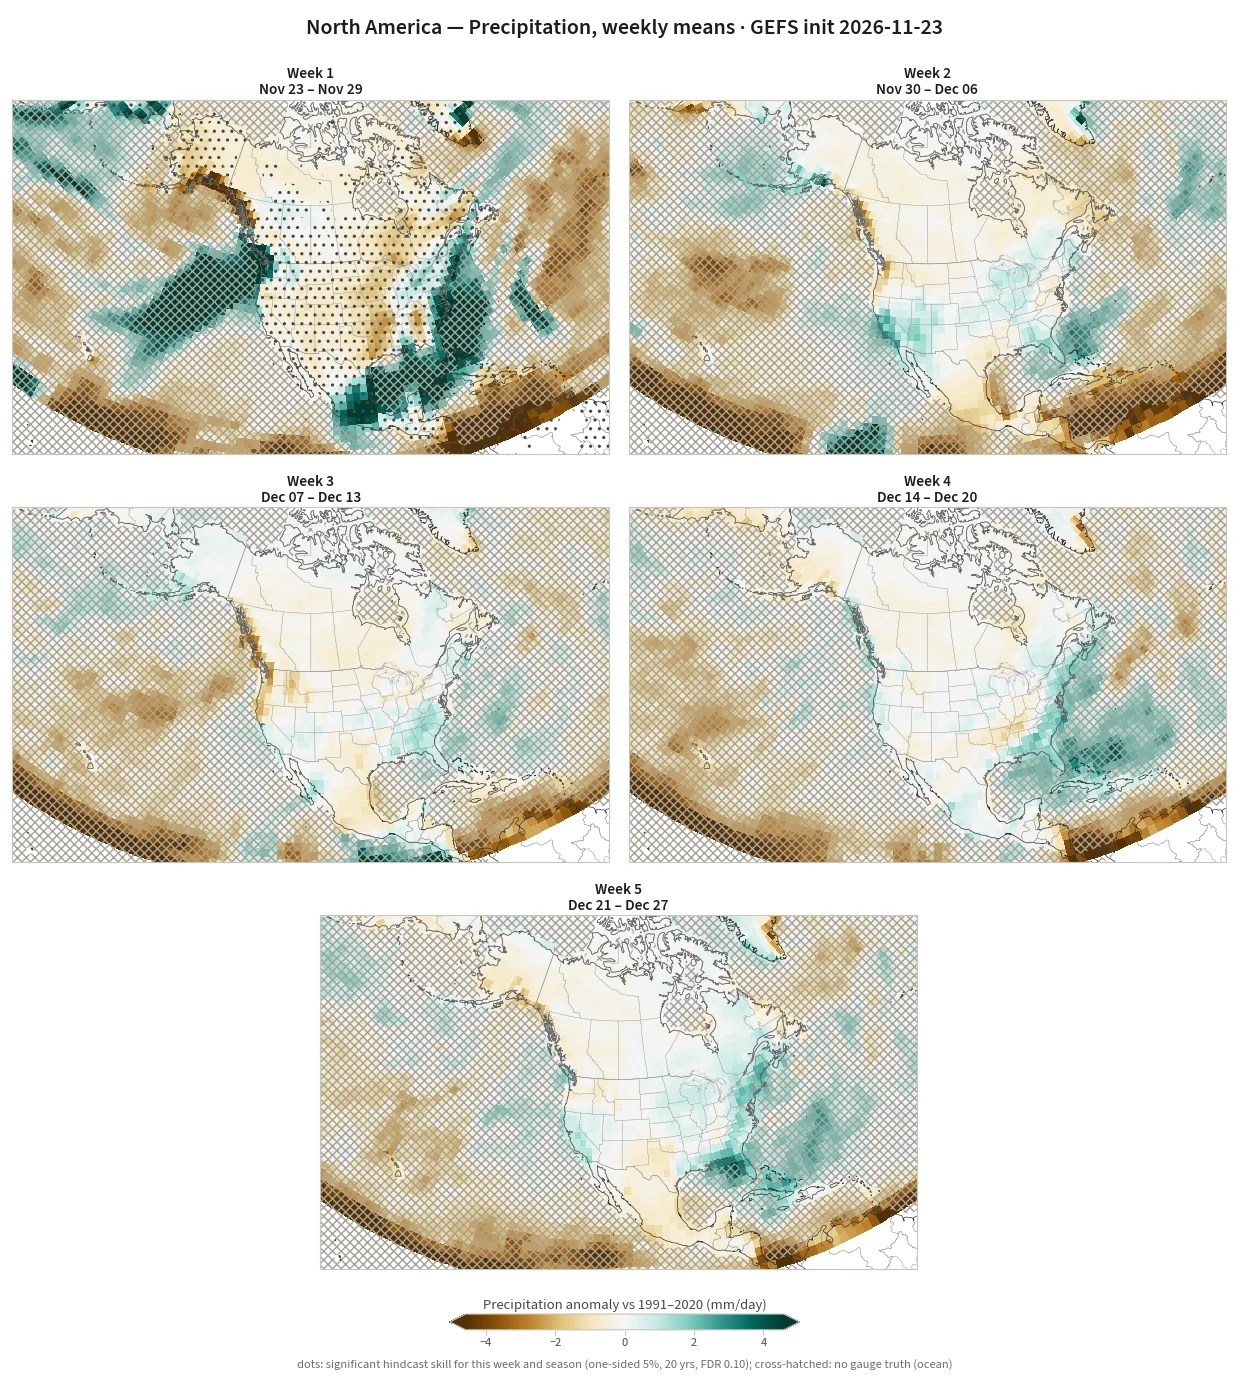 North America — Precipitation, weekly means · GEFS init 2026-11-23
Week 1
Nov 23 – Nov 29
Week 2
Nov 30 – Dec 06
Week 3
Dec 07 – Dec 13
Week 4
Dec 14 – Dec 20
Week 5
Dec 21 – Dec 27
Precipitation anomaly vs 1991–2020 (mm/day)
−4 −2 0 2 4
dots: significant hindcast skill for this week and season (one-sided 5%, 20 yrs, FDR 0.10); cross-hatched: no gauge truth (ocean)